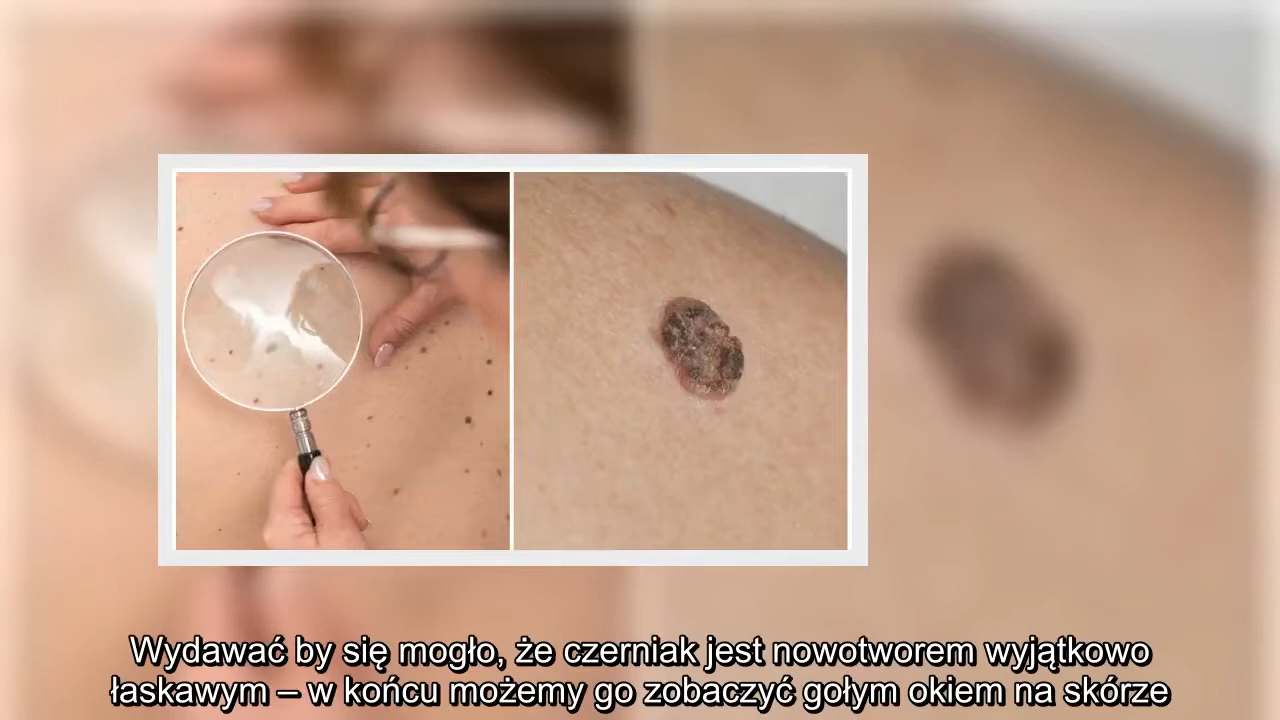 Wydawać by się mogło, że czerniak jest nowotworem wyjątkowo
łaskawym – w końcu możemy go zobaczyć gołym okiem na skórze